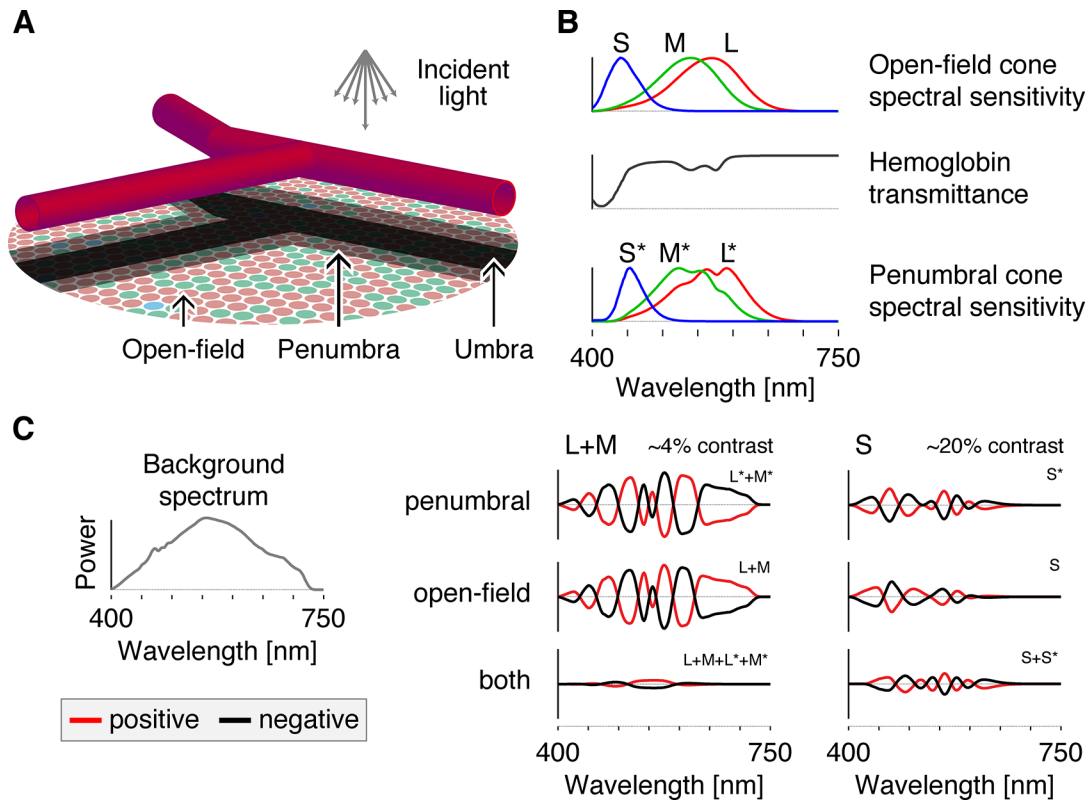 A
Incident
light
Open-field
Penumbra
Umbra
B
S
M
L
Open-field cone
spectral sensitivity
Hemoglobin
transmittance
S*
M*
L*
Penumbral cone
spectral sensitivity
400
750
Wavelength [nm]
C
Background
spectrum
Power
400
750
Wavelength [nm]
positive
negative
L+M
~4% contrast
S
~20% contrast
penumbral
L*+M*
S*
open-field
L+M
S
both
L+M+L*+M*
S+S*
400
750
400
750
Wavelength [nm]
Wavelength [nm]